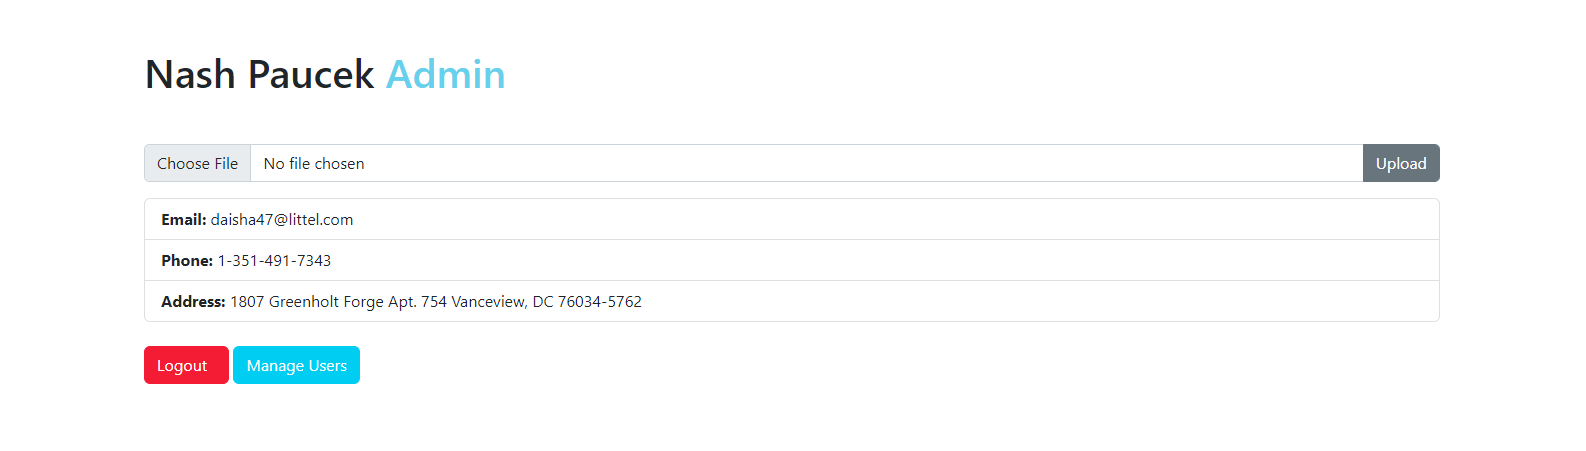 Nash Paucek Admin
Choose File No file chosen Upload
Email: daisha47@littel.com
Phone: 1-351-491-7343
Address: 1807 Greenholt Forge Apt. 754 Vanceview, DC 76034-5762
Logout Manage Users